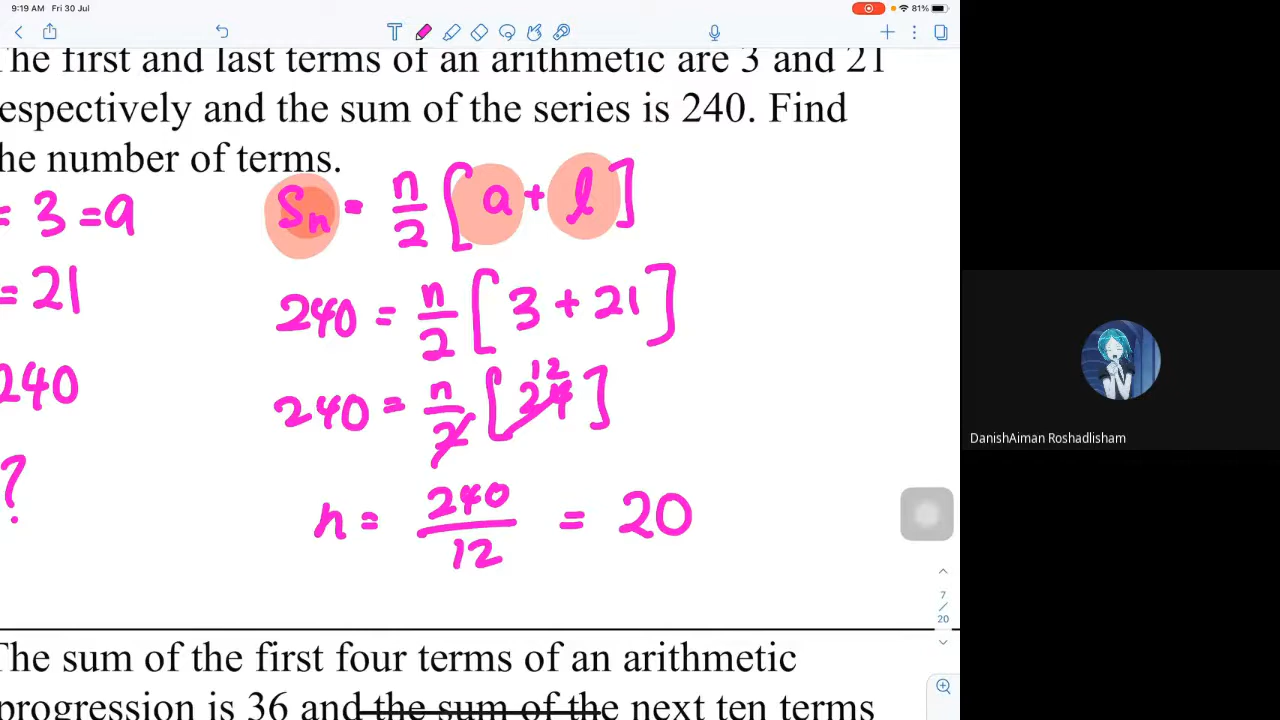 9:19 AM Fri 30 Jul
81%
The first and last terms of an arithmetic are 3 and 21
espectively and the sum of the series is 240. Find
he number of terms.
= 3 = a
Sn = n/2 [a + l]
= 21
240 = n/2 [3 + 21]
240
240 = n/2 [24] 12
?
n = 240/12 = 20
DanishAiman Roshadlisham
7
/
20
The sum of the first four terms of an arithmetic
progression is 36 and the sum of the next ten terms